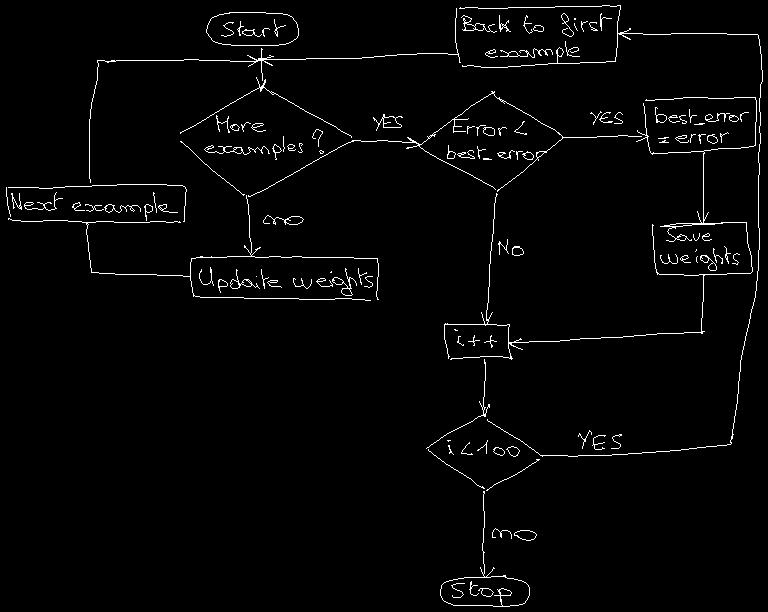 Start
Back to first
example
More
examples?
YES
Error <
best_error
YES
best_error
= error
Next example
no
Update weights
NO
Save
weights
i++
i<100
YES
no
Stop